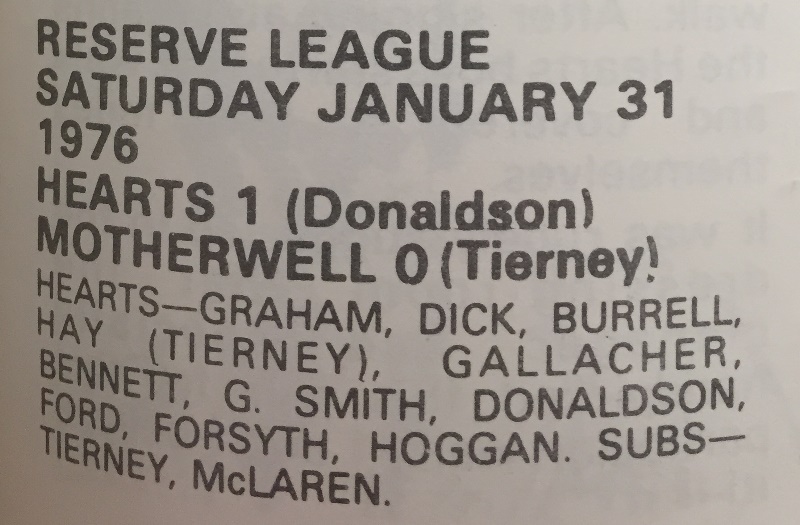 RESERVE LEAGUE
SATURDAY JANUARY 31
1976
HEARTS 1 (Donaldson)
MOTHERWELL 0 (Tierney)
HEARTS—GRAHAM, DICK, BURRELL,
HAY (TIERNEY), GALLACHER,
BENNETT, G. SMITH, DONALDSON,
FORD, FORSYTH, HOGGAN. SUBS—
TIERNEY, McLAREN.